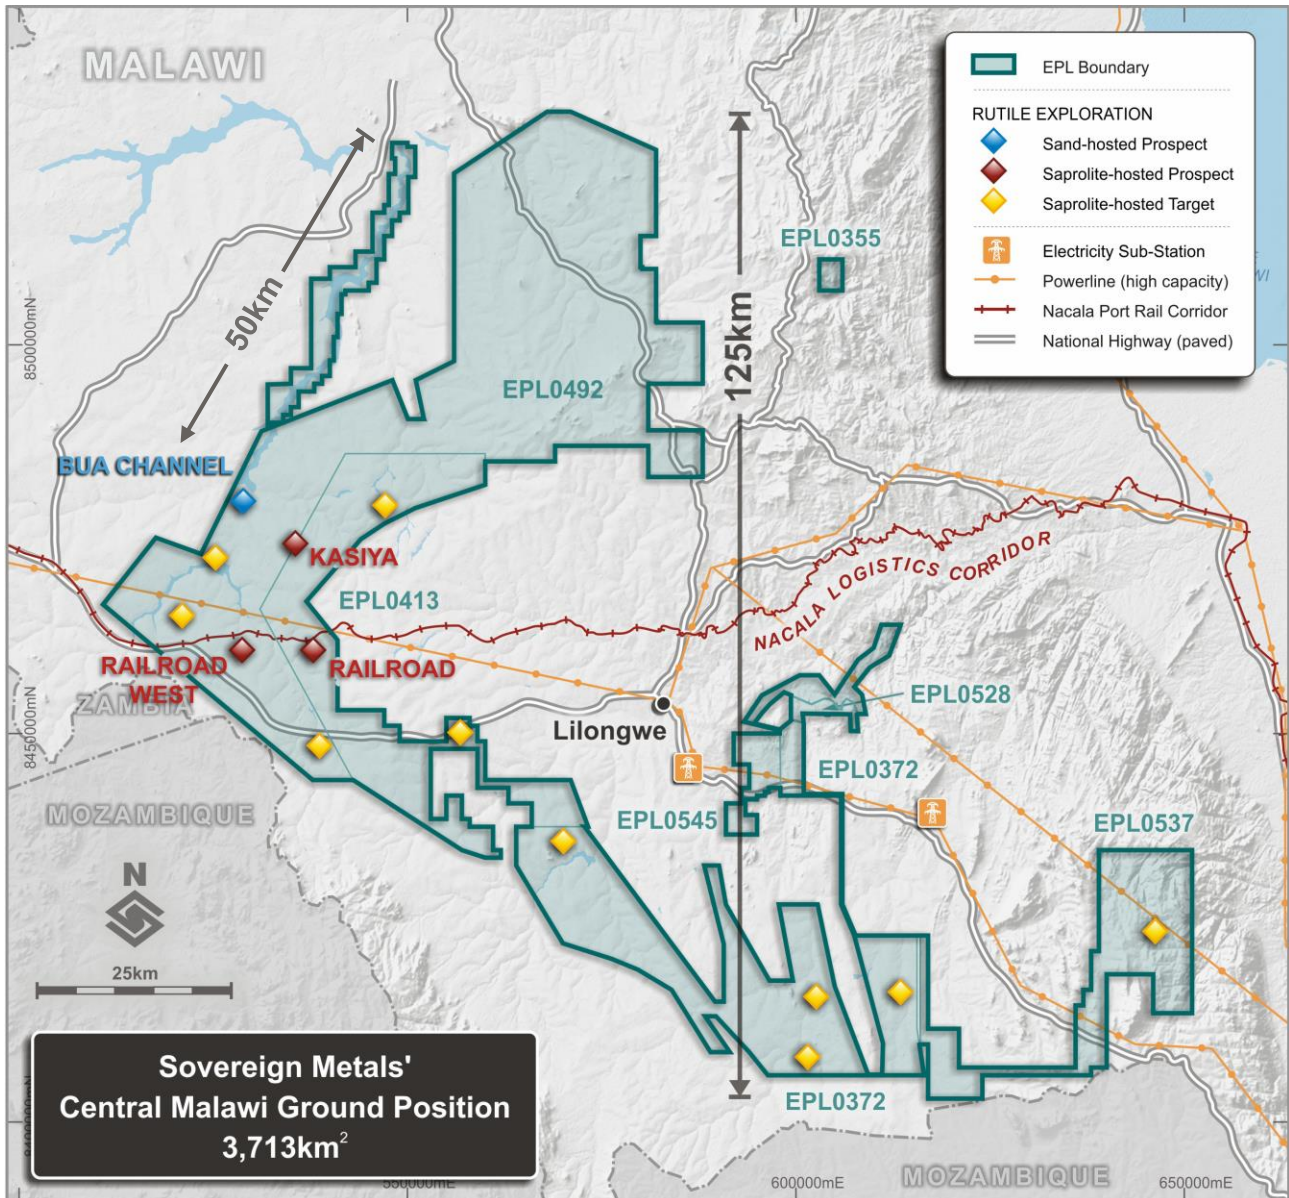 MALAWI
EPL Boundary
RUTILE EXPLORATION
Sand-hosted Prospect
Saprolite-hosted Prospect
Saprolite-hosted Target
Electricity Sub-Station
Powerline (high capacity)
Nacala Port Rail Corridor
National Highway (paved)
EPL0355
50km
125km
8500000mN
EPL0492
BUA CHANNEL
KASIYA
EPL0413
NACALA LOGISTICS CORRIDOR
RAILROAD
WEST
RAILROAD
ZAMBIA
EPL0528
Lilongwe
8450000mN
EPL0372
MOZAMBIQUE
EPL0545
EPL0537
N
25km
Sovereign Metals'
Central Malawi Ground Position
3,713km²
EPL0372
8400000mN
MOZAMBIQUE
550000mE
600000mE
650000mE